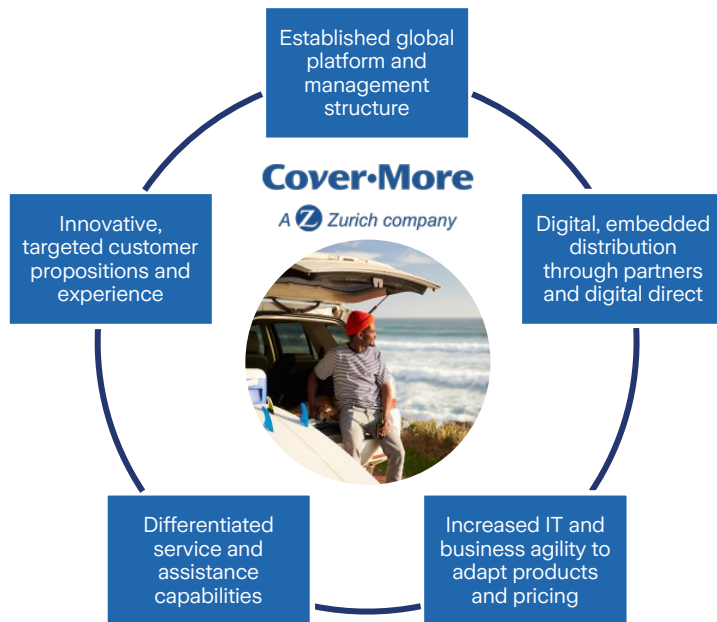 Established global
platform and
management
structure
Cover•More
A Z Zurich company
Innovative,
targeted customer
propositions and
experience
Digital, embedded
distribution
through partners
and digital direct
Differentiated
service and
assistance
capabilities
Increased IT and
business agility to
adapt products
and pricing